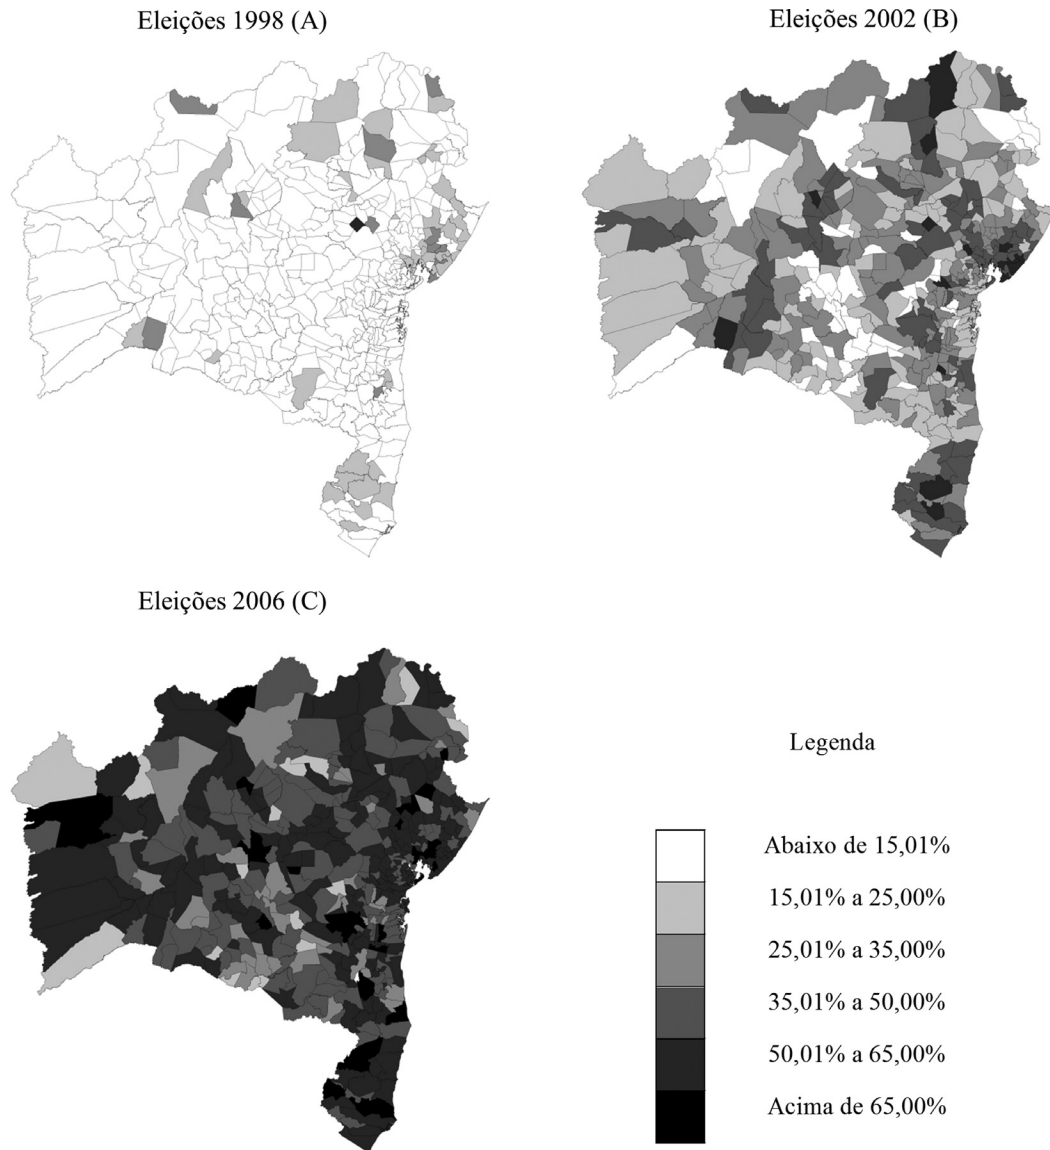 Eleições 1998 (A)
Eleições 2002 (B)
Eleições 2006 (C)
Legenda
Abaixo de 15,01%
15,01% a 25,00%
25,01% a 35,00%
35,01% a 50,00%
50,01% a 65,00%
Acima de 65,00%